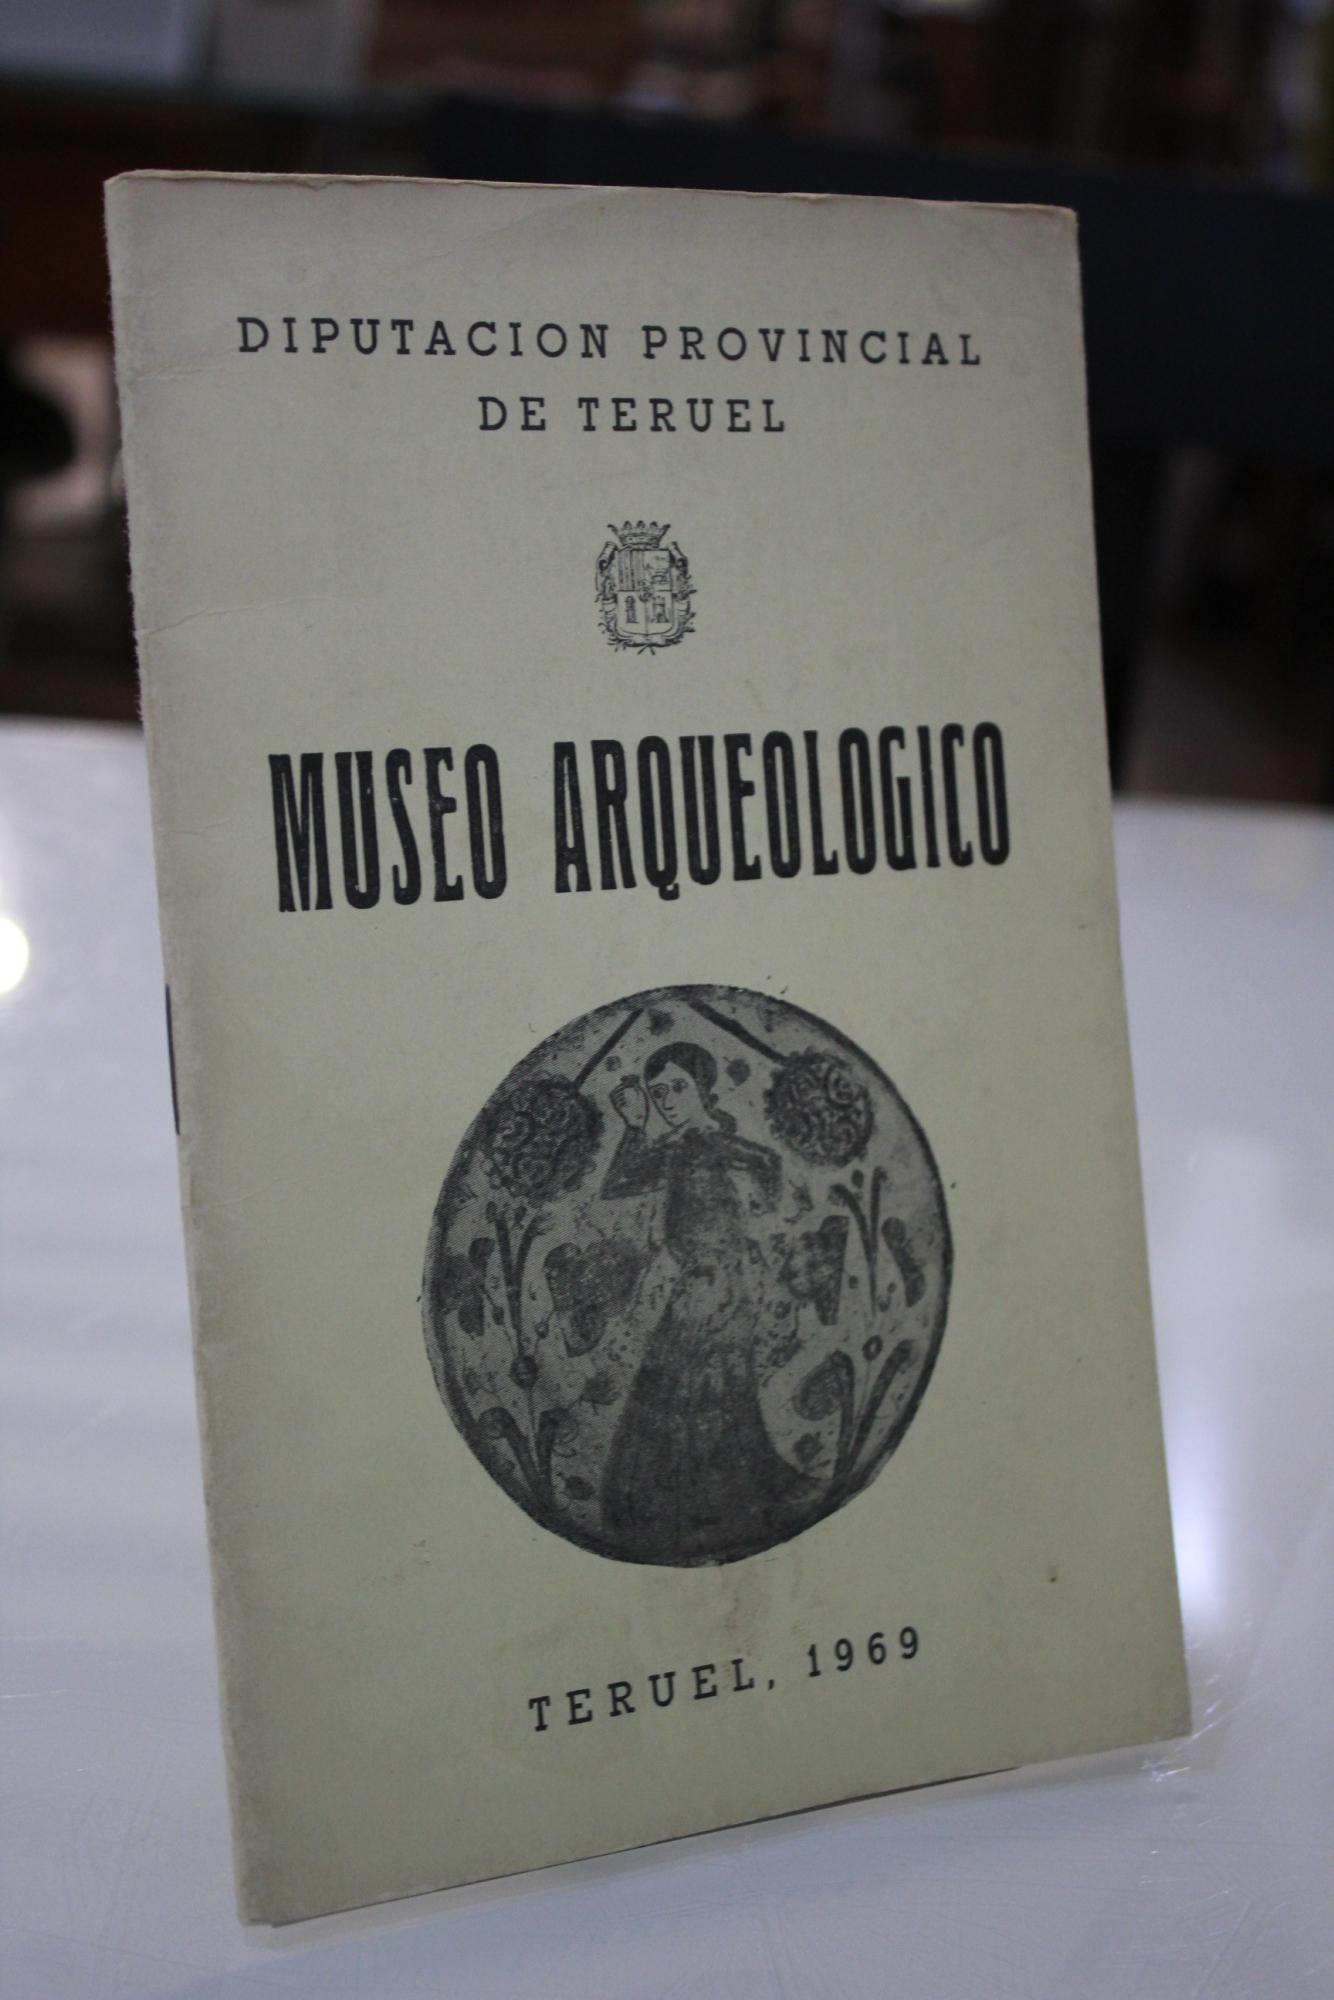 DIPUTACION PROVINCIAL
DE TERUEL
MUSEO ARQUEOLOGICO
TERUEL, 1969